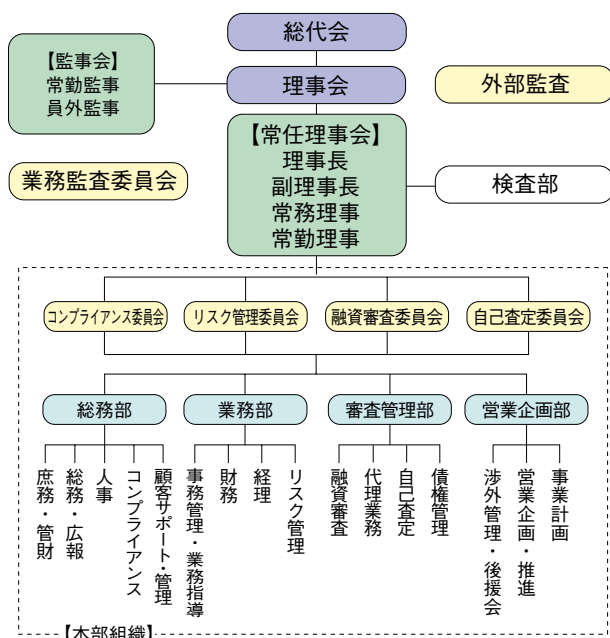 総代会
【監事会】
常勤監事
員外監事
理事会
外部監査
【常任理事会】
理事長
副理事長
常務理事
常勤理事
業務監査委員会
検査部
コンプライアンス委員会
リスク管理委員会
融資審査委員会
自己査定委員会
総務部
業務部
審査管理部
営業企画部
庶務・管財
総務・広報
人事
コンプライアンス
顧客サポート・管理
事務管理・業務指導
財務
経理
リスク管理
融資審査
代理業務
自己査定
債権管理
渉外管理・後援会
営業企画・推進
事業計画
【本部組織】